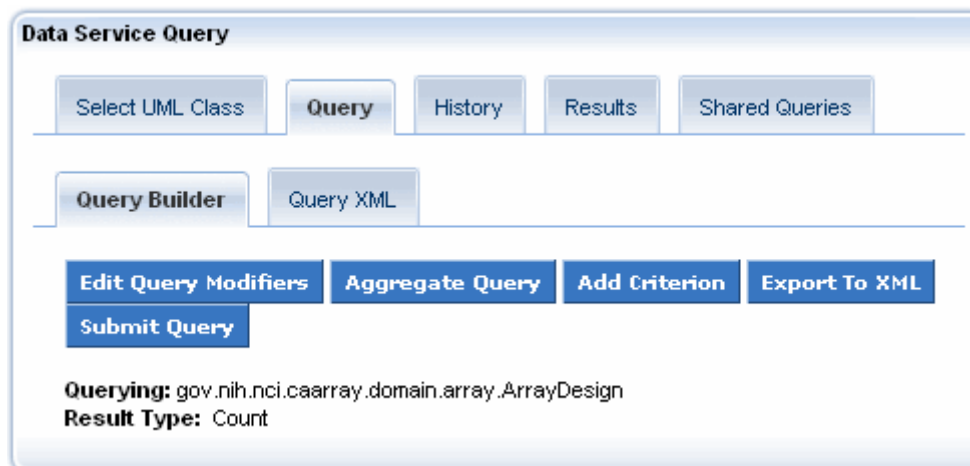 Data Service Query
Select UML Class Query History Results Shared Queries
Query Builder Query XML
Edit Query Modifiers Aggregate Query Add Criterion Export To XML
Submit Query
Querying: gov.nih.nci.caarray.domain.array.ArrayDesign
Result Type: Count